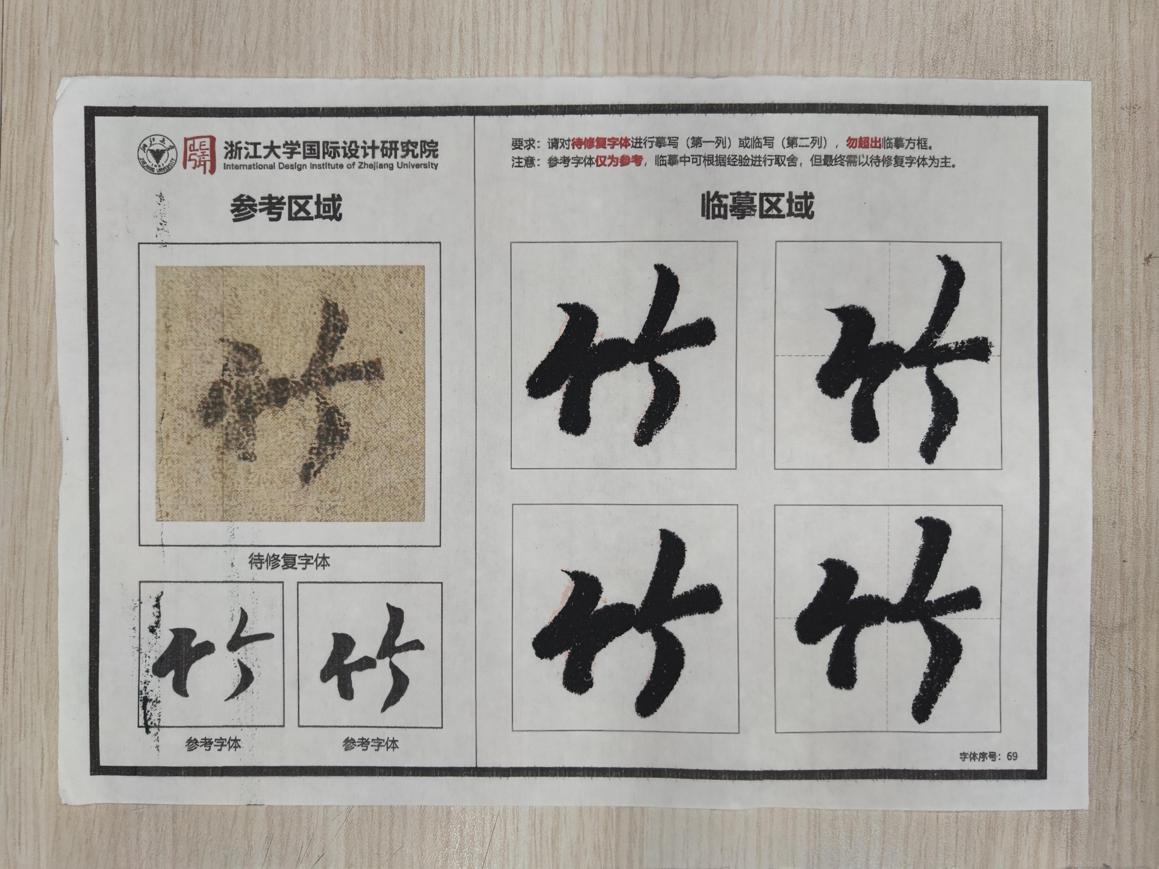 浙江大学国际设计研究院
International Design Institute of Zhejiang University
参考区域
竹
待修复字体
竹
竹
参考字体
参考字体
要求：请对待修复字体进行摹写（第一列）或临写（第二列），勿超出临摹方框。
注意：参考字体仅为参考，临摹中可根据经验进行取舍，但最终需以待修复字体为主。
临摹区域
竹
竹
竹
竹
字体序号：69